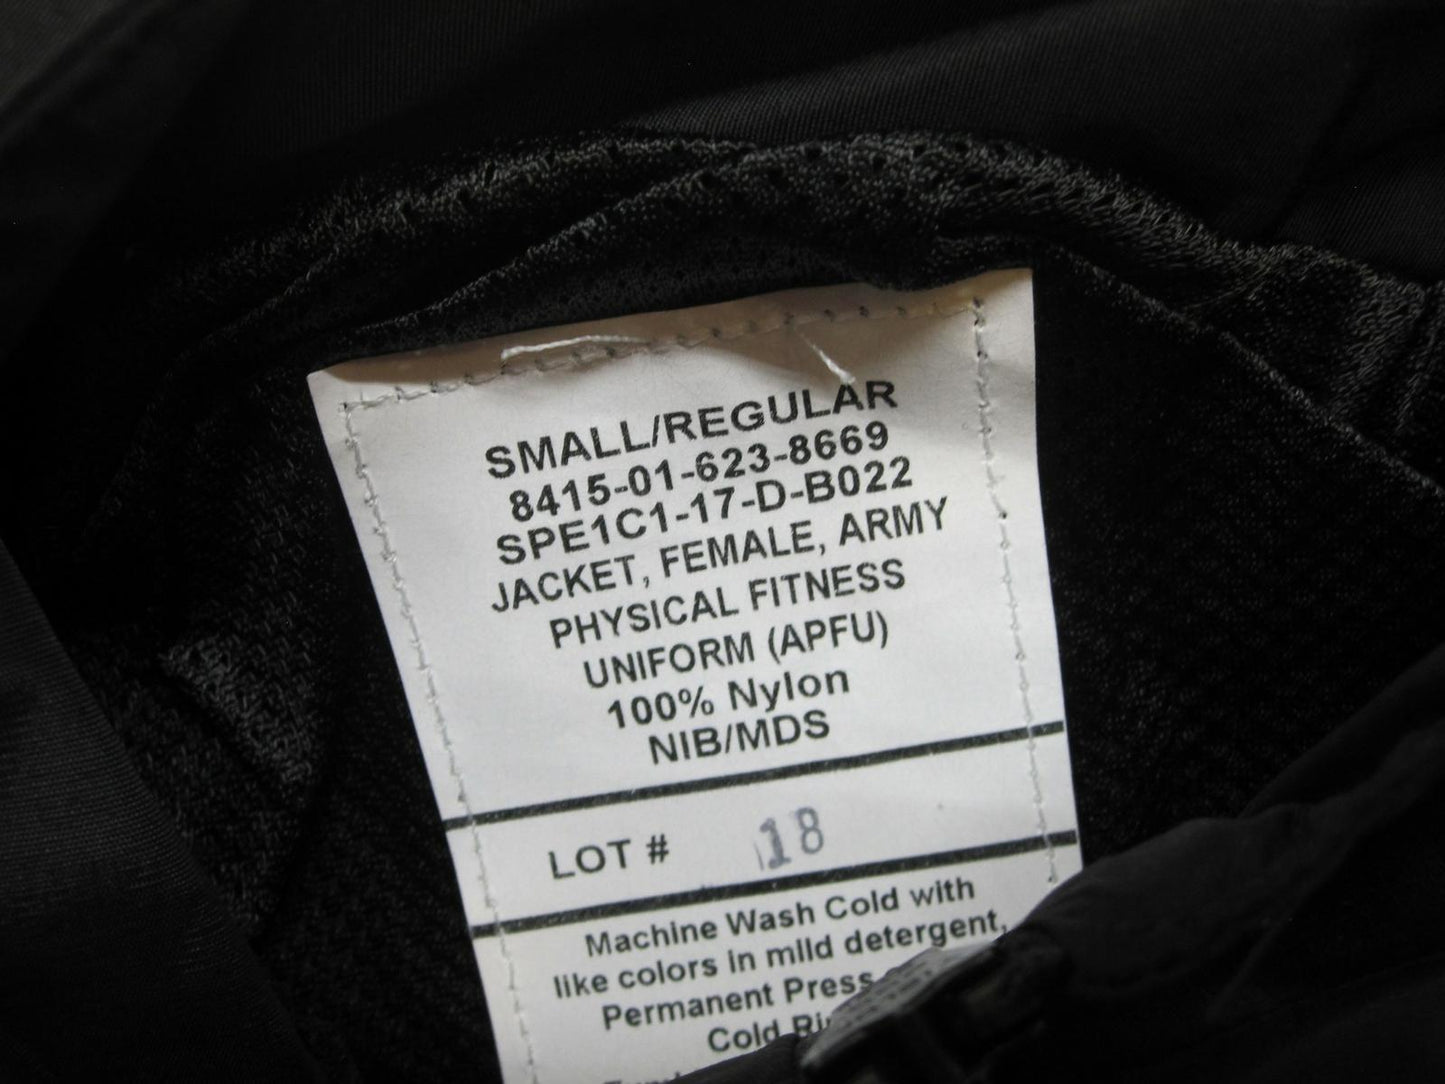 SMALL/REGULAR
8415-01-623-8669
SPE1C1-17-D-B022
JACKET, FEMALE, ARMY
PHYSICAL FITNESS
UNIFORM (APFU)
100% Nylon
NIB/MDS
LOT # 18
Machine Wash Cold with
like colors in mild detergent,
Permanent Press
Cold